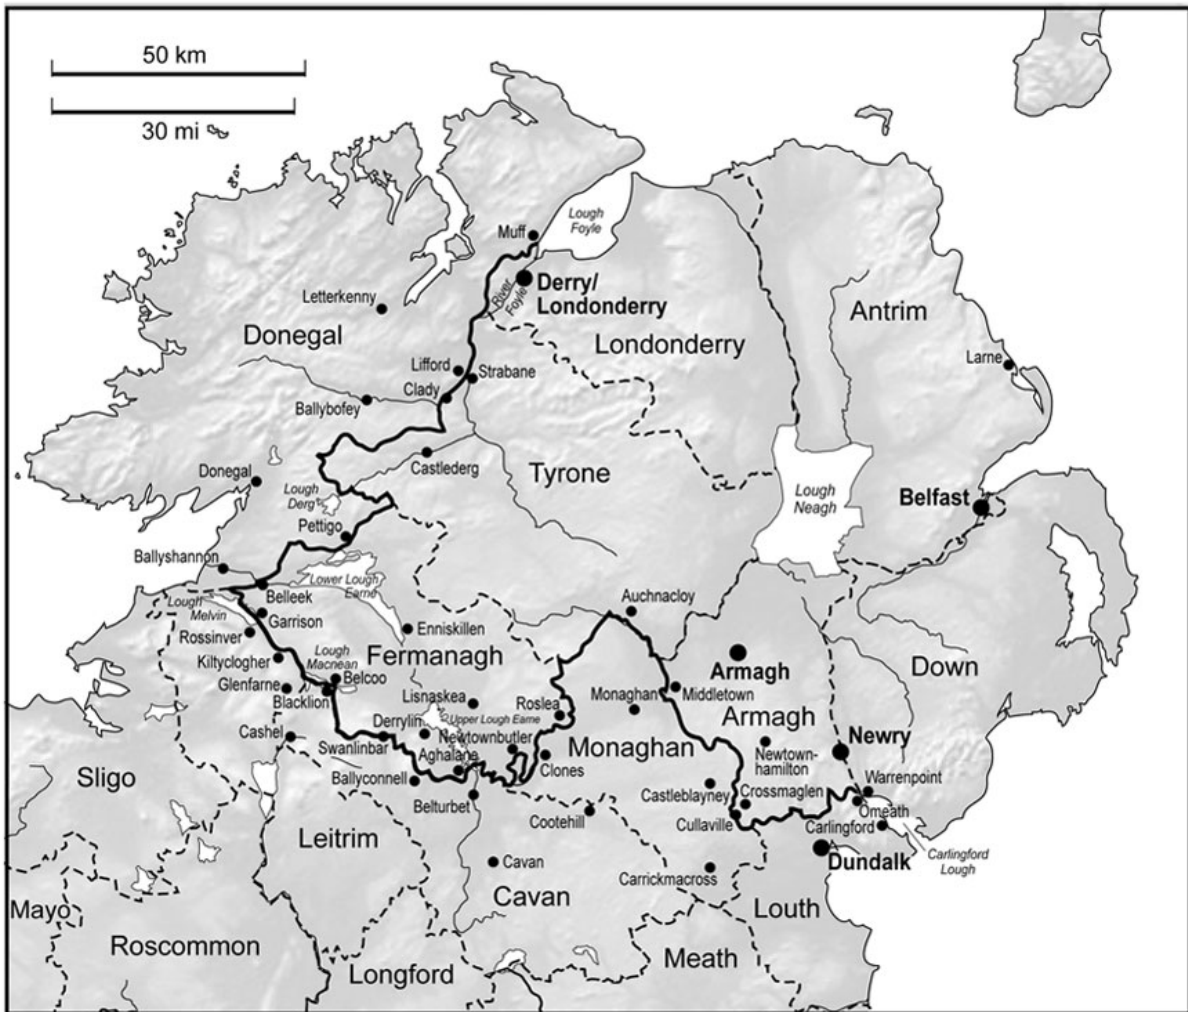 50 km
30 mi
Lough
Foyle
Muff
River
Foyle
Derry/
Londonderry
Letterkenny
Donegal
Antrim
Londonderry
Larne
Lifford
Strabane
Clady
Ballybofey
Castlederg
Donegal
Tyrone
Lough
Derg
Lough
Neagh
Belfast
Pettigo
Ballyshannon
Lower Lough
Earne
Belleek
Lough
Melvin
Garrison
Auchnacloy
Rossinver
Enniskillen
Kiltyclogher
Lough
Macnean
Fermanagh
Armagh
Down
Glenfarne
Belcoo
Blacklion
Lisnaskea
Roslea
Monaghan
Middletown
Derrylin
Upper Lough Earne
Armagh
Cashel
Swanlinbar
Newtownbutler
Monaghan
Newry
Aghalane
Clones
Newtown-
hamilton
Sligo
Ballyconnell
Warrenpoint
Castleblayney
Crossmaglen
Belturbet
Cootehill
Cullaville
Omeath
Carlingford
Leitrim
Dundalk
Carlingford
Lough
Cavan
Carrickmacross
Cavan
Mayo
Louth
Roscommon
Longford
Meath